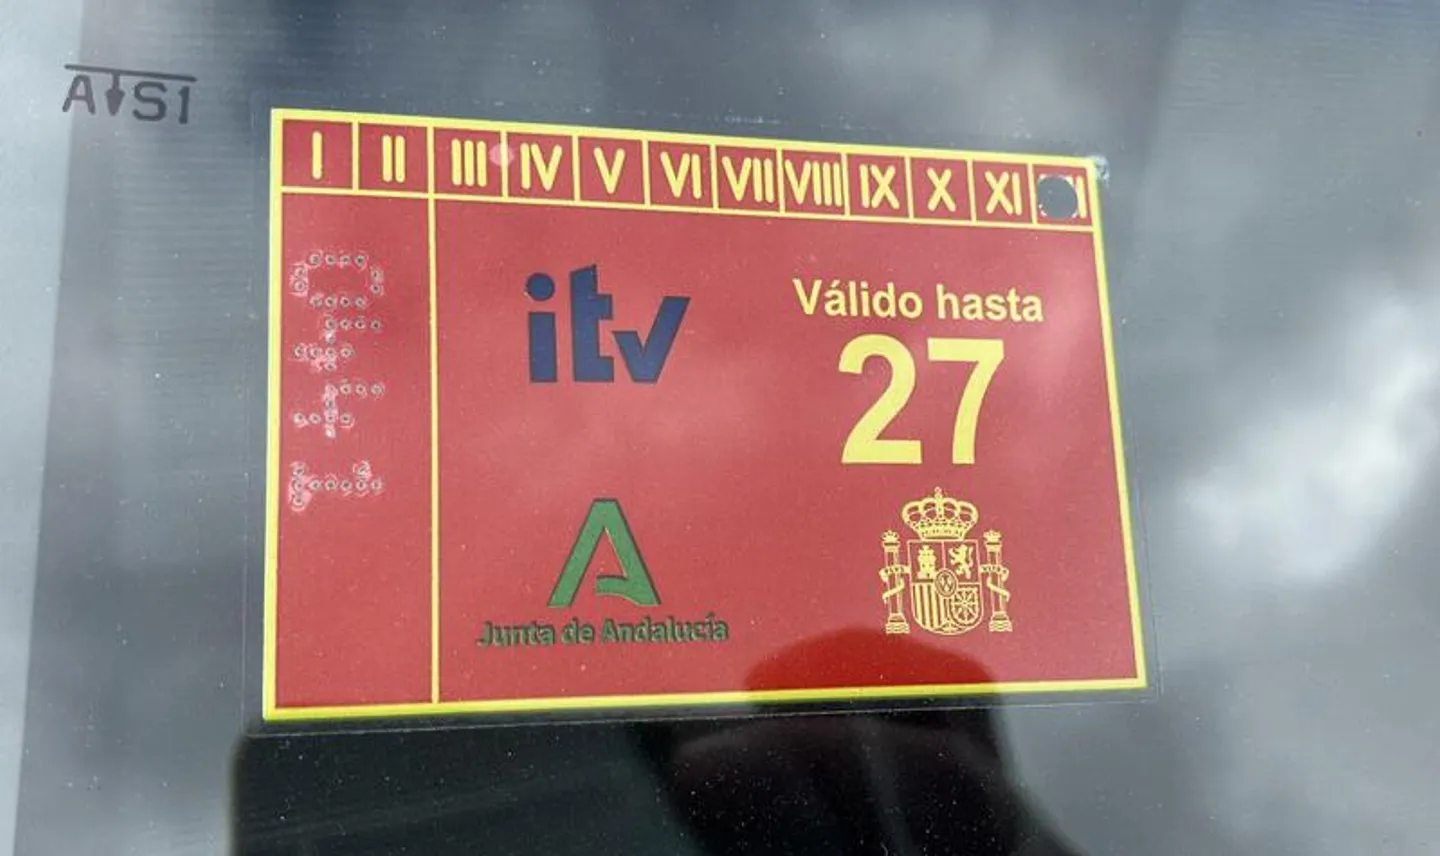 AS1
I II III IV V VI VII VIII IX X XI
itv
Válido hasta
27
Junta de Andalucía